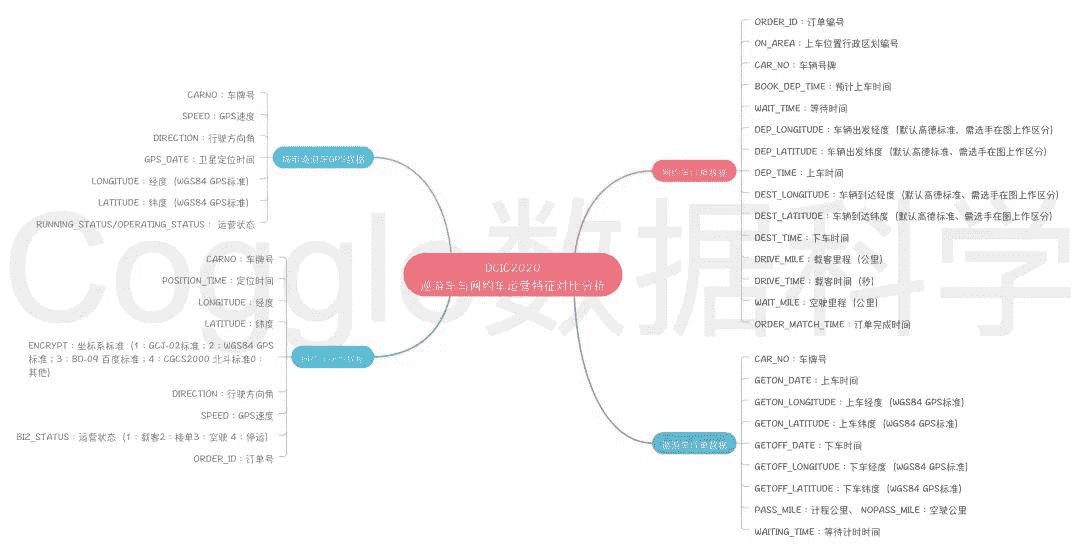 Coggle数据科学
DCIC2020
巡游车与网约车运营特征对比分析
巡游车GPS数据
CARNO：车牌号
SPEED：GPS速度
DIRECTION：行驶方向角
GPS_DATE：卫星定位时间
LONGITUDE：经度（WGS84 GPS标准）
LATITUDE：纬度（WGS84 GPS标准）
RUNNING_STATUS/OPERATING_STATUS： 运营状态
CARNO：车牌号
POSITION_TIME：定位时间
LONGITUDE：经度
LATITUDE：纬度
ENCRYPT：坐标系标准（1：GCJ-02标准；2：WGS84 GPS
标准；3：BD-09 百度标准；4：CGCS2000 北斗标准0：
其他）
DIRECTION：行驶方向角
SPEED：GPS速度
BIZ_STATUS：运营状态（1：载客2：接单3：空驶 4：停运）
ORDER_ID：订单号
网约车订单数据
ORDER_ID：订单编号
ON_AREA：上车位置行政区划编号
CAR_NO：车辆号牌
BOOK_DEP_TIME：预计上车时间
WAIT_TIME：等待时间
DEP_LONGITUDE：车辆出发经度（默认高德标准、需选手在图上作区分）
DEP_LATITUDE：车辆出发纬度（默认高德标准、需选手在图上作区分）
DEP_TIME：上车时间
DEST_LONGITUDE：车辆到达经度（默认高德标准、需选手在图上作区分）
DEST_LATITUDE：车辆到达纬度（默认高德标准、需选手在图上作区分）
DEST_TIME：下车时间
DRIVE_MILE：载客里程（公里）
DRIVE_TIME：载客时间（秒）
WAIT_MILE：空驶里程（公里）
ORDER_MATCH_TIME：订单完成时间
巡游车订单数据
CAR_NO：车牌号
GETON_DATE：上车时间
GETON_LONGITUDE：上车经度（WGS84 GPS标准）
GETON_LATITUDE：上车纬度（WGS84 GPS标准）
GETOFF_DATE：下车时间
GETOFF_LONGITUDE：下车经度（WGS84 GPS标准）
GETOFF_LATITUDE：下车纬度（WGS84 GPS标准）
PASS_MILE：计程公里、 NOPASS_MILE：空驶公里
WAITING_TIME：等待计时时间